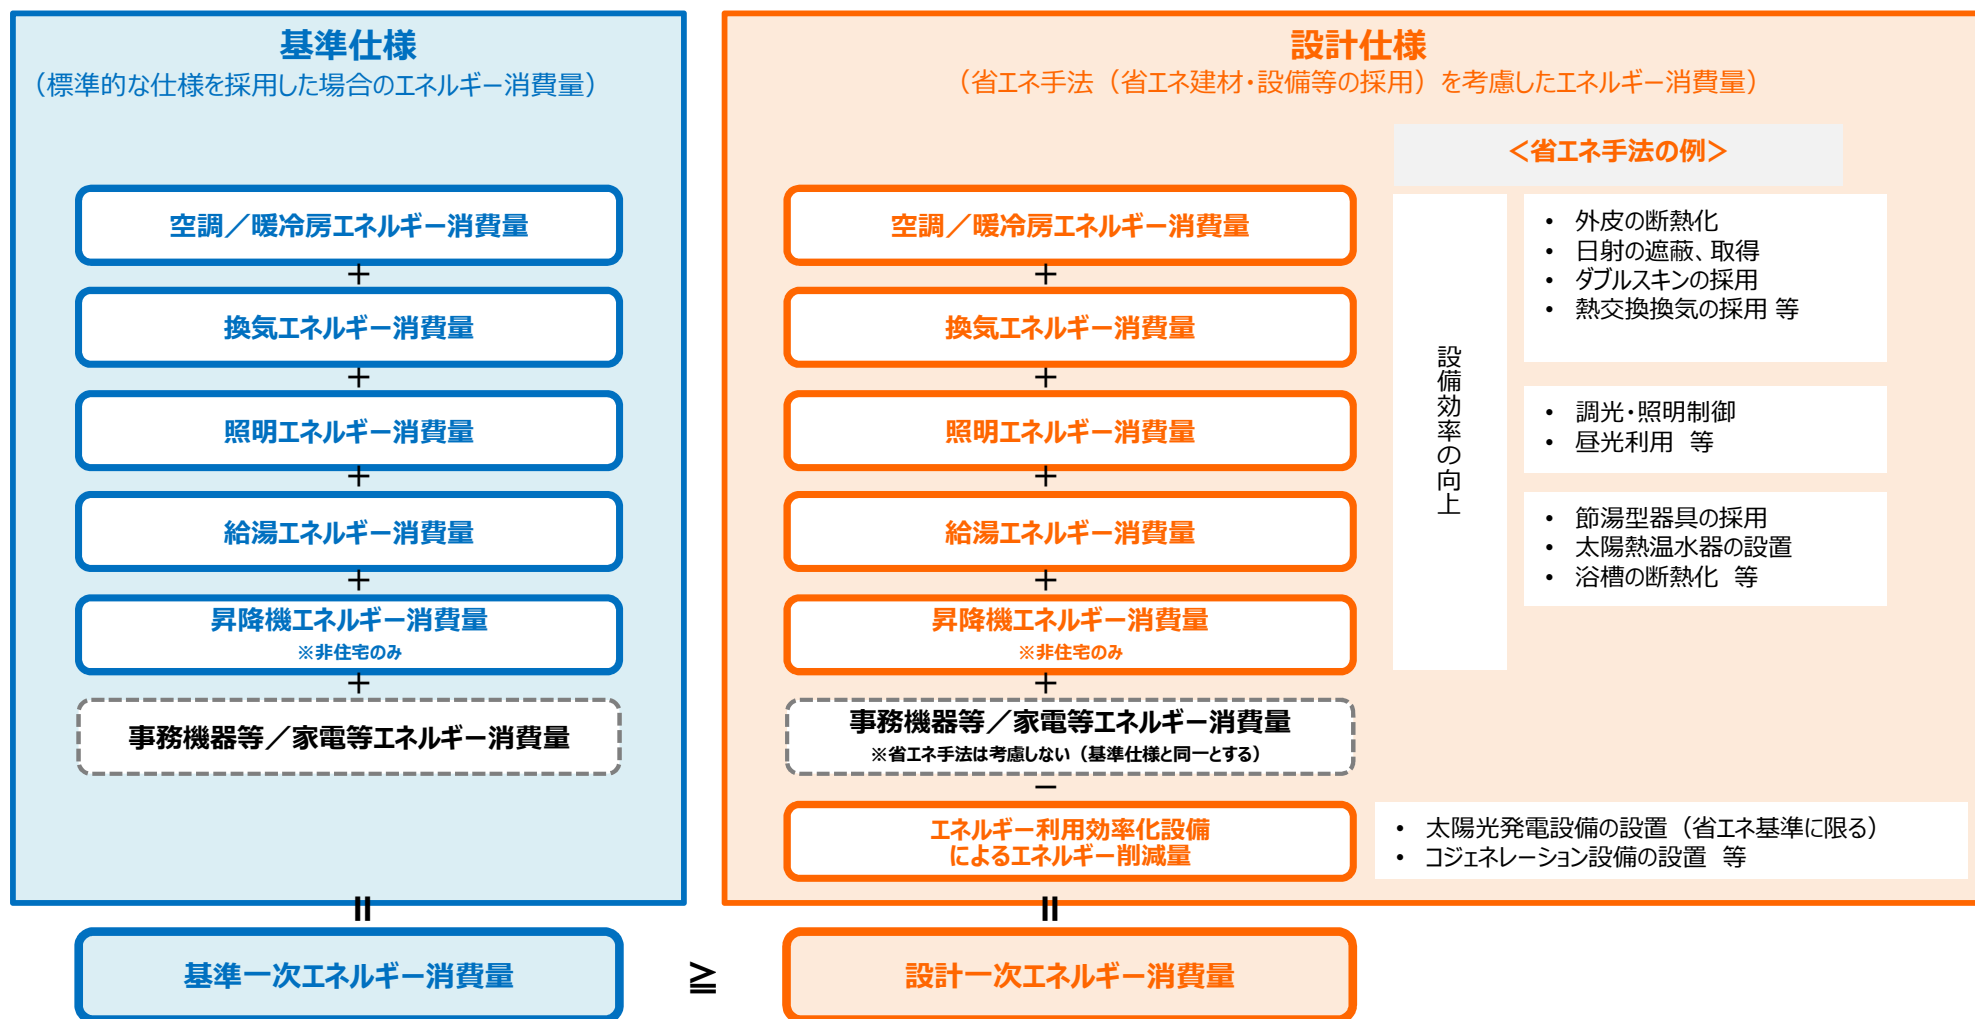 基準仕様
（標準的な仕様を採用した場合のエネルギー消費量）
空調／暖冷房エネルギー消費量
＋
換気エネルギー消費量
＋
照明エネルギー消費量
＋
給湯エネルギー消費量
＋
昇降機エネルギー消費量
※非住宅のみ
＋
事務機器等／家電等エネルギー消費量
＝
基準一次エネルギー消費量
≧
設計仕様
（省エネ手法（省エネ建材・設備等の採用）を考慮したエネルギー消費量）
空調／暖冷房エネルギー消費量
＋
換気エネルギー消費量
＋
照明エネルギー消費量
＋
給湯エネルギー消費量
＋
昇降機エネルギー消費量
※非住宅のみ
＋
事務機器等／家電等エネルギー消費量
※省エネ手法は考慮しない（基準仕様と同一とする）
－
エネルギー利用効率化設備
によるエネルギー削減量
＝
設計一次エネルギー消費量
＜省エネ手法の例＞
設備効率の向上
• 外皮の断熱化
• 日射の遮蔽、取得
• ダブルスキンの採用
• 熱交換換気の採用 等
• 調光・照明制御
• 昼光利用　等
• 節湯型器具の採用
• 太陽熱温水器の設置
• 浴槽の断熱化　等
• 太陽光発電設備の設置（省エネ基準に限る）
• コジェネレーション設備の設置　等